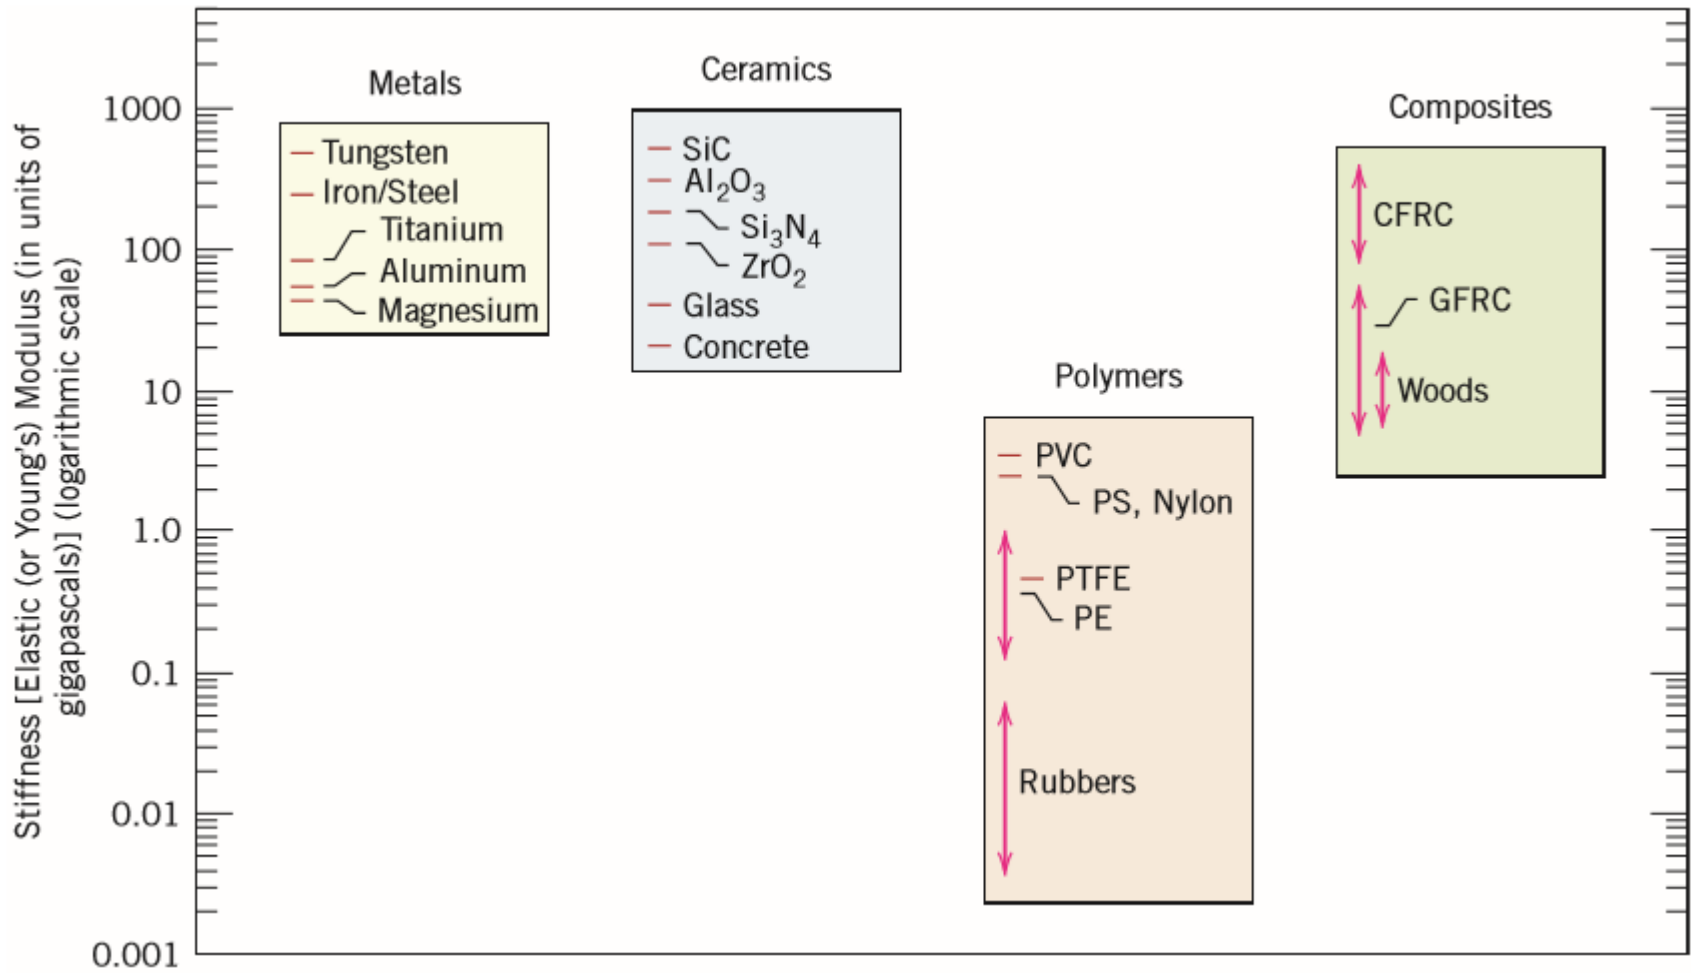 Stiffness [Elastic (or Young's) Modulus (in units of
gigapascals)] (logarithmic scale)
1000
100
10
1.0
0.1
0.01
0.001
Metals
Tungsten
Iron/Steel
Titanium
Aluminum
Magnesium
Ceramics
SiC
Al₂O₃
Si₃N₄
ZrO₂
Glass
Concrete
Polymers
PVC
PS, Nylon
PTFE
PE
Rubbers
Composites
CFRC
GFRC
Woods